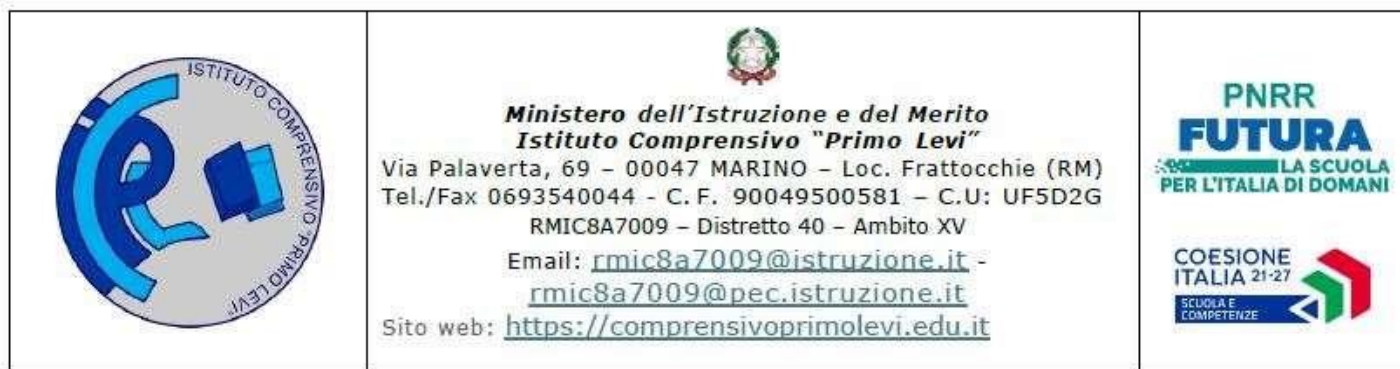 ISTITUTO COMPRENSIVO "PRIMO LEVI"
Ministero dell'Istruzione e del Merito
Istituto Comprensivo "Primo Levi"
Via Palaverta, 69 – 00047 MARINO – Loc. Frattocchie (RM)
Tel./Fax 0693540044 - C. F. 90049500581 – C.U: UF5D2G
RMIC8A7009 – Distretto 40 – Ambito XV
Email: rmic8a7009@istruzione.it -
rmic8a7009@pec.istruzione.it
Sito web: https://comprensivoprimolevi.edu.it
PNRR
FUTURA
LA SCUOLA
PER L'ITALIA DI DOMANI
COESIONE
ITALIA 21-27
SCUOLA E
COMPETENZE